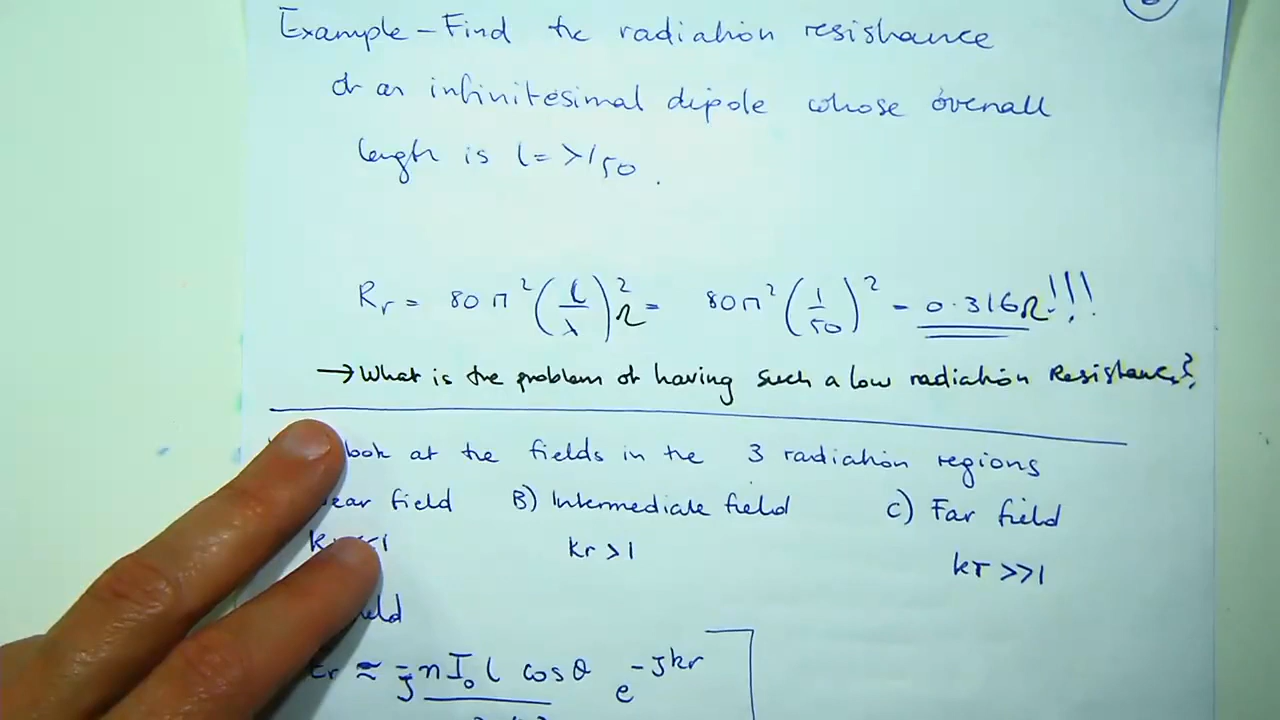 Example - Find the radiation resistance
of an infinitesimal dipole whose overall
length is l = λ/50.
Rr = 80π² (l/λ)² Ω = 80π² (1/50)² = 0.316Ω!!!
→ What is the problem of having such a low radiation Resistance?
look at the fields in the 3 radiation regions
field B) Intermediate field C) Far field
kr >1 kr >>1
≈ -j η I₀ l cosθ e^-jkr